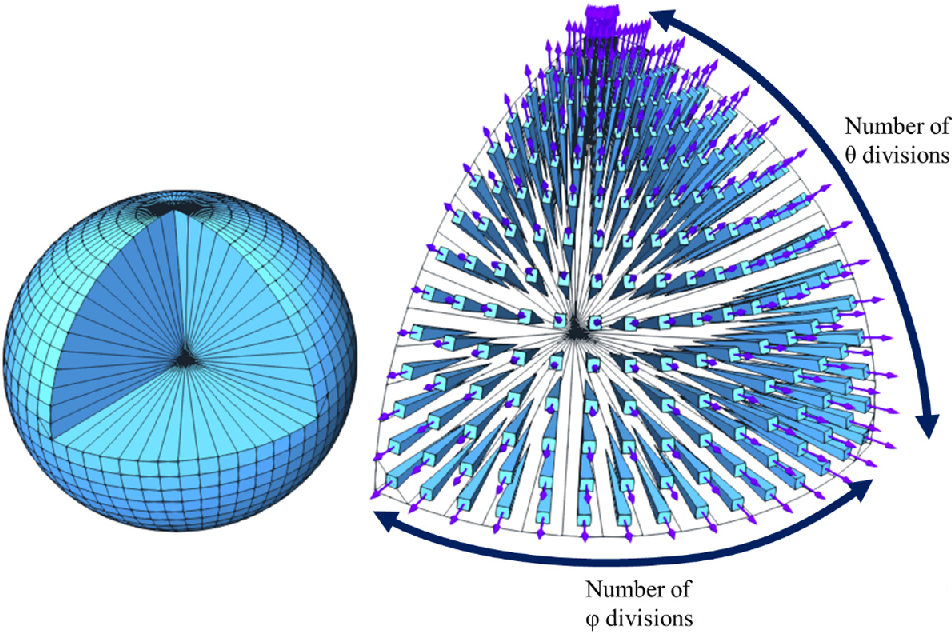 Number of
θ divisions
Number of
φ divisions